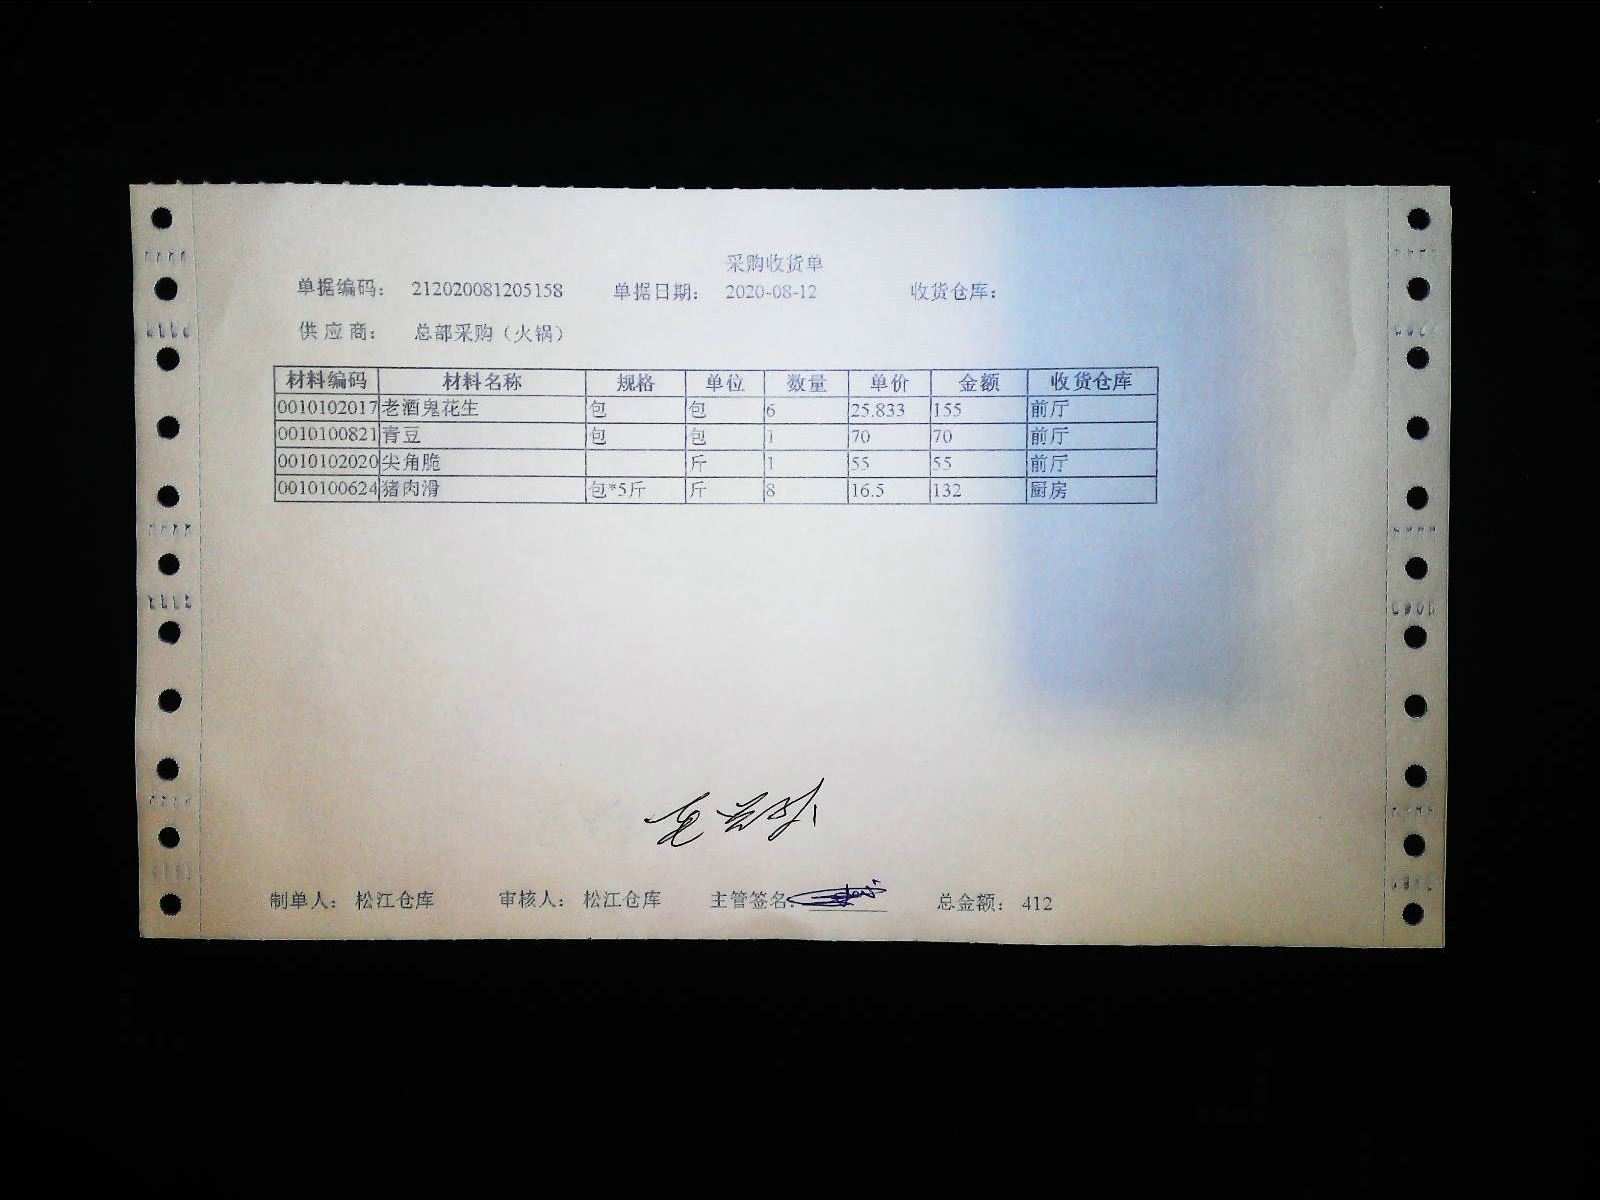 采购收货单
单据编码： 212020081205158 单据日期： 2020-08-12 收货仓库：
供应商： 总部采购（火锅）
材料编码 材料名称 规格 单位 数量 单价 金额 收货仓库
0010102017 老酒鬼花生 包 包 6 25.833 155 前厅
0010100821 青豆 包 包 1 70 70 前厅
0010102020 尖角脆 斤 1 55 55 前厅
0010100624 猪肉滑 包*5斤 斤 8 16.5 132 厨房
制单人： 松江仓库 审核人： 松江仓库 主管签名： 总金额： 412